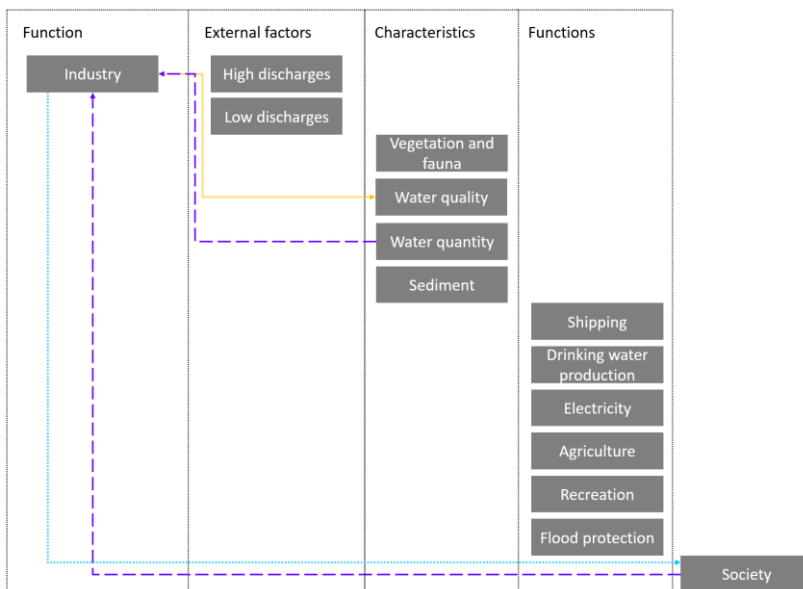 Function
External factors
Characteristics
Functions
Industry
High discharges
Low discharges
Vegetation and
fauna
Water quality
Water quantity
Sediment
Shipping
Drinking water
production
Electricity
Agriculture
Recreation
Flood protection
Society